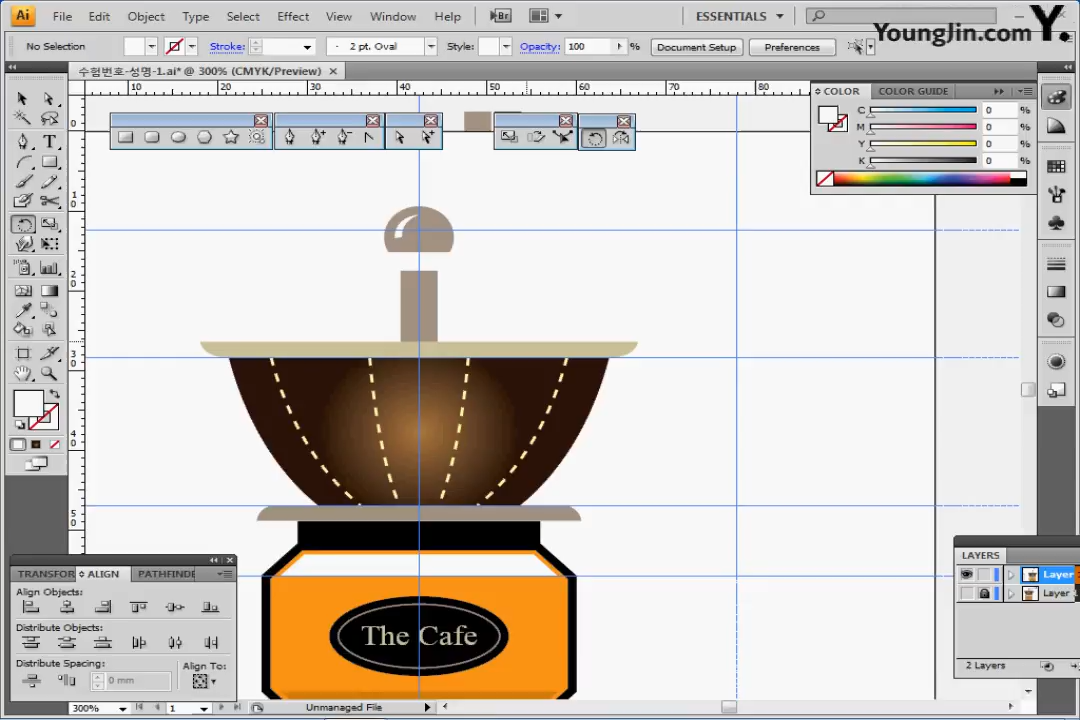 Ai File Edit Object Type Select Effect View Window Help Br ESSENTIALS
YoungJin.com Y.
No Selection Stroke: 2 pt. Oval Style: Opacity: 100 % Document Setup Preferences
수험번호-성명-1.ai* @ 300% (CMYK/Preview)
10 20 30 40 50 60 70 80
COLOR COLOR GUIDE
C 0 %
M 0 %
Y 0 %
K 0 %
TRANSFOR ALIGN PATHFINDE
Align Objects:
Distribute Objects:
Distribute Spacing: Align To:
0 mm
The Cafe
LAYERS
Layer
Layer
2 Layers
300% 1 Unmanaged File